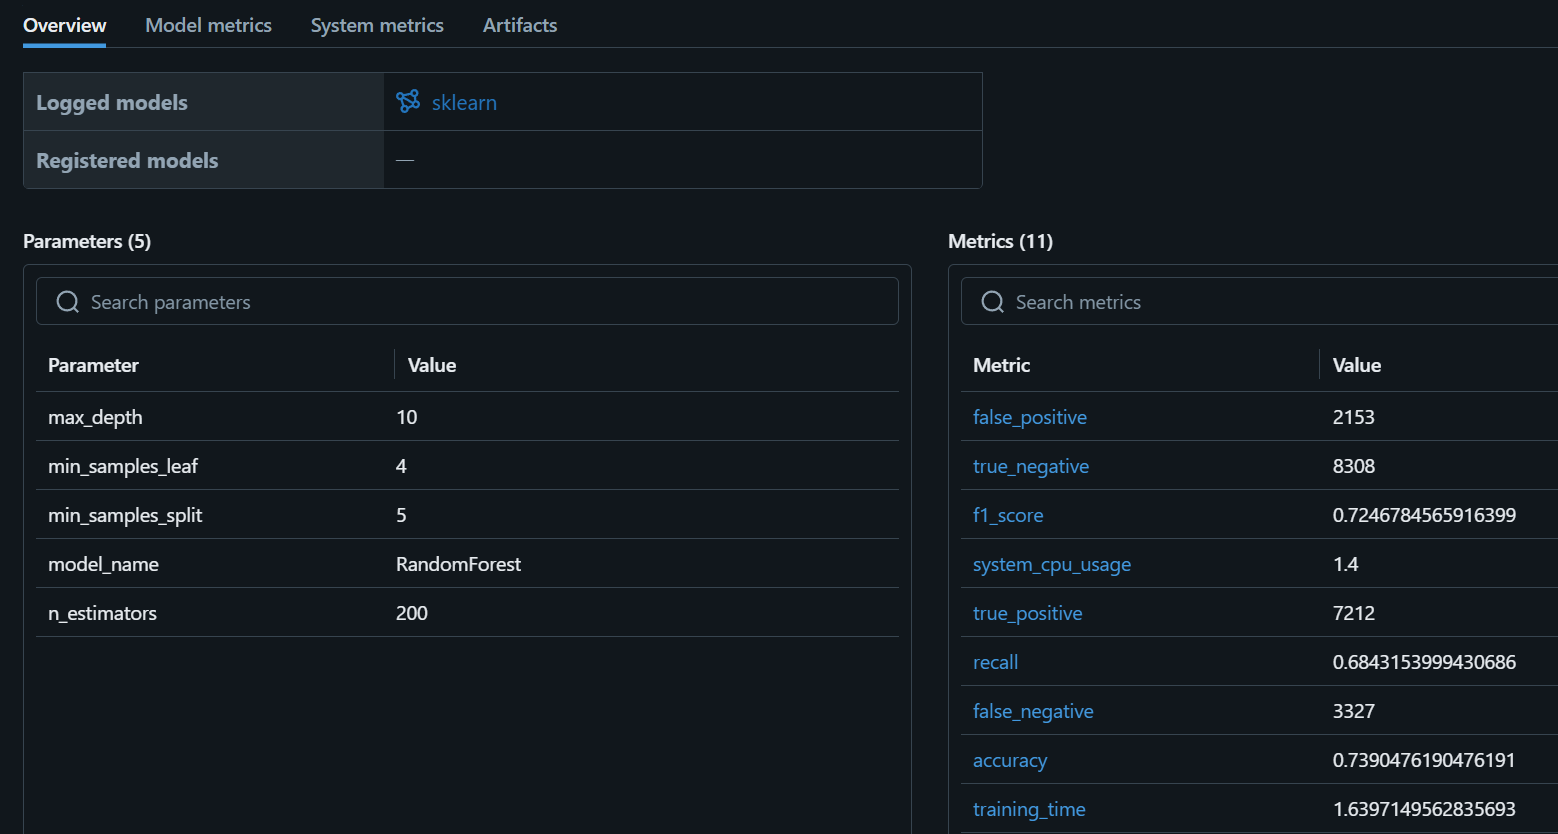 Overview Model metrics System metrics Artifacts
Logged models sklearn
Registered models —
Parameters (5)
Search parameters
Parameter Value
max_depth 10
min_samples_leaf 4
min_samples_split 5
model_name RandomForest
n_estimators 200
Metrics (11)
Search metrics
Metric Value
false_positive 2153
true_negative 8308
f1_score 0.7246784565916399
system_cpu_usage 1.4
true_positive 7212
recall 0.6843153999430686
false_negative 3327
accuracy 0.7390476190476191
training_time 1.6397149562835693